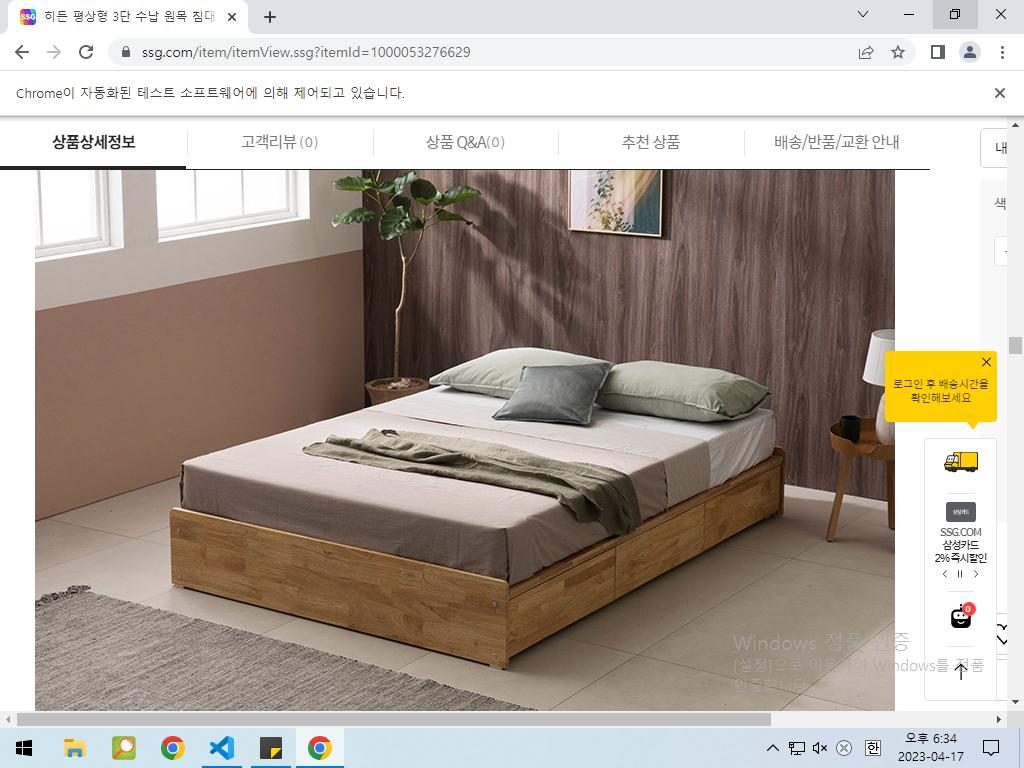 SSG 히든 평상형 3단 수납 원목 침대
ssg.com/item/itemView.ssg?itemId=1000053276629
Chrome이 자동화된 테스트 소프트웨어에 의해 제어되고 있습니다.
상품상세정보 고객리뷰 (0) 상품 Q&A(0) 추천 상품 배송/반품/교환 안내
내
색
로그인 후 배송시간을
확인해보세요
삼성카드
SSG.COM
삼성카드
2% 즉시할인
0
Windows 정품 인증
[설정]으로 이동하여 Windows를 정품
인증합니다.
한
오후 6:34
2023-04-17